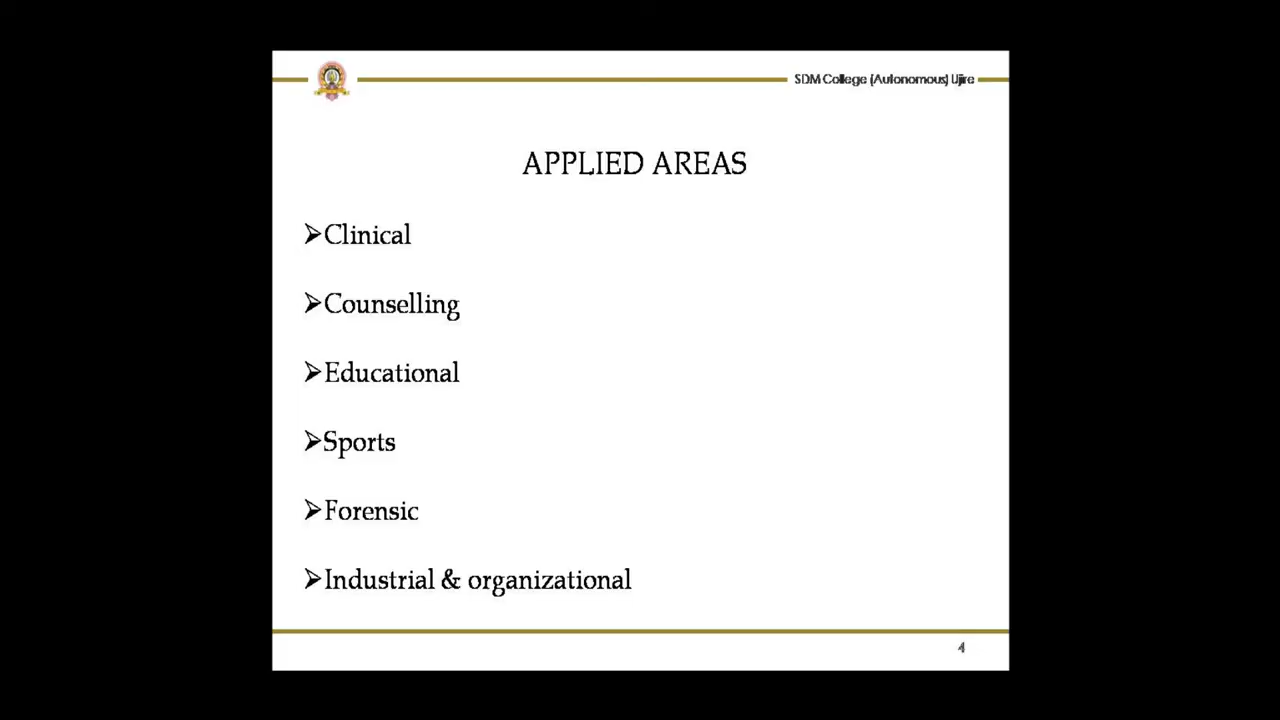 SDM College (Autonomous) Ujire
APPLIED AREAS
➢Clinical
➢Counselling
➢Educational
➢Sports
➢Forensic
➢Industrial & organizational
4